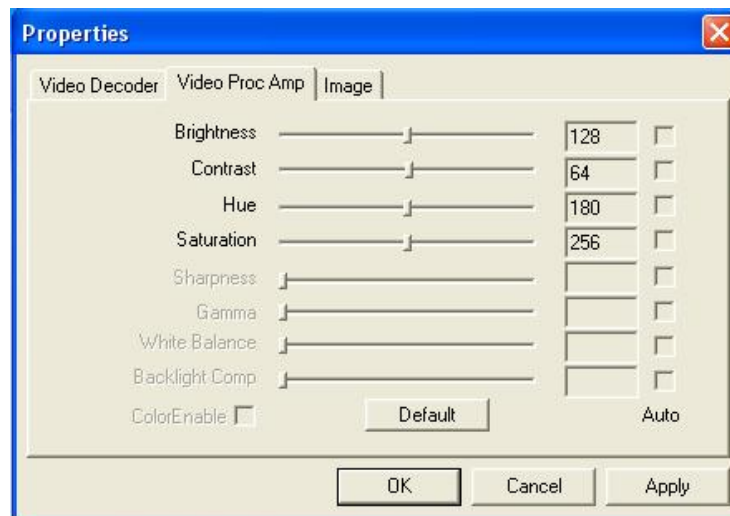 Properties
Video Decoder Video Proc Amp Image
Brightness 128
Contrast 64
Hue 180
Saturation 256
Sharpness
Gamma
White Balance
Backlight Comp
ColorEnable Default Auto
OK Cancel Apply